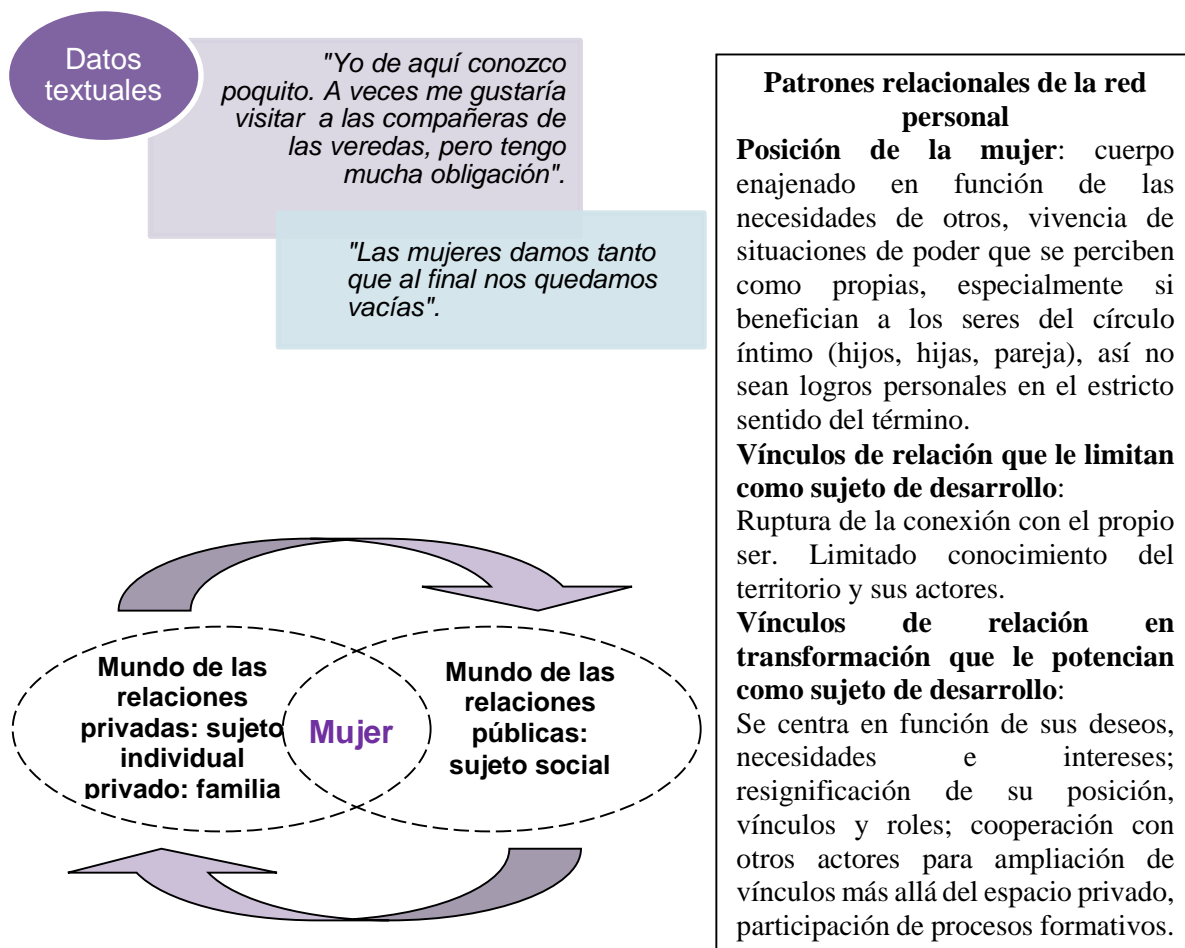 Datos
textuales
"Yo de aquí conozco
poquito. A veces me gustaría
visitar a las compañeras de
las veredas, pero tengo
mucha obligación".
"Las mujeres damos tanto
que al final nos quedamos
vacías".
Mundo de las
relaciones
privadas: sujeto
individual
privado: familia
Mujer
Mundo de las
relaciones
públicas:
sujeto social
Patrones relacionales de la red
personal
Posición de la mujer: cuerpo
enajenado en función de las
necesidades de otros, vivencia de
situaciones de poder que se perciben
como propias, especialmente si
benefician a los seres del círculo
íntimo (hijos, hijas, pareja), así no
sean logros personales en el estricto
sentido del término.
Vínculos de relación que le limitan
como sujeto de desarrollo:
Ruptura de la conexión con el propio
ser. Limitado conocimiento del
territorio y sus actores.
Vínculos de relación en
transformación que le potencian
como sujeto de desarrollo:
Se centra en función de sus deseos,
necesidades e intereses;
resignificación de su posición,
vínculos y roles; cooperación con
otros actores para ampliación de
vínculos más allá del espacio privado,
participación de procesos formativos.